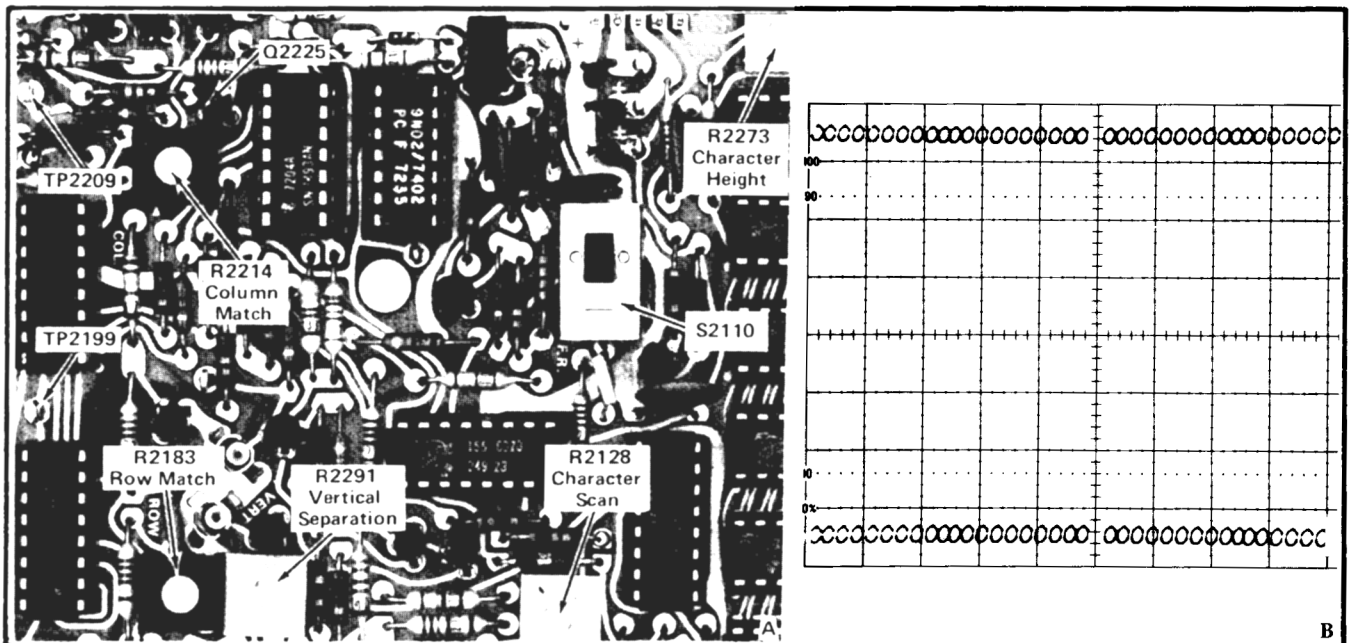 Q2225
TP2209
R2214
Column
Match
TP2199
R2183
Row Match
R2291
Vertical
Separation
R2128
Character
Scan
S2110
R2273
Character
Height
9N02/7402
PC F 7235
COL
ROW
VERT
A
100
90
10
0%
B